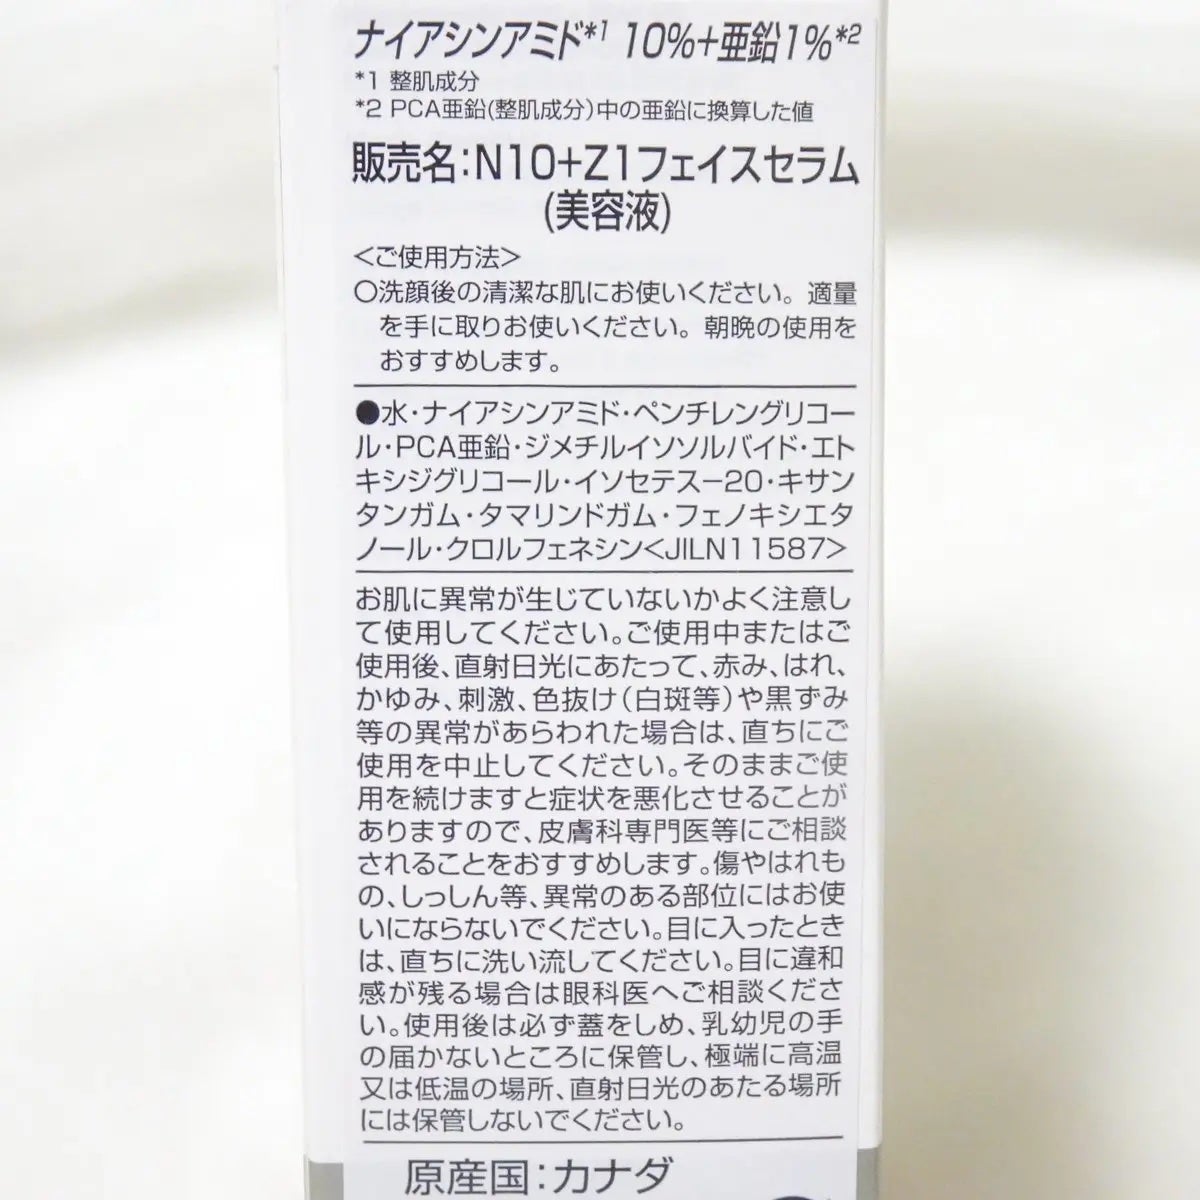 ナイアシンアミド*1 10%+亜鉛1%*2
*1 整肌成分
*2 PCA亜鉛(整肌成分)中の亜鉛に換算した値
販売名:N10+Z1フェイスセラム
(美容液)
<ご使用方法>
○洗顔後の清潔な肌にお使いください。適量
を手に取りお使いください。朝晩の使用を
おすすめします。
●水・ナイアシンアミド・ペンチレングリコー
ル・PCA亜鉛・ジメチルイソソルバイド・エト
キシジグリコール・イソセテス−20・キサン
タンガム・タマリンドガム・フェノキシエタ
ノール・クロルフェネシン<JILN11587>
お肌に異常が生じていないかよく注意し
て使用してください。ご使用中またはご
使用後、直射日光にあたって、赤み、はれ、
かゆみ、刺激、色抜け(白斑等)や黒ずみ
等の異常があらわれた場合は、直ちにご
使用を中止してください。そのままご使
用を続けますと症状を悪化させることが
ありますので、皮膚科専門医等にご相談
されることをおすすめします。傷やはれも
の、しっしん等、異常のある部位にはお使
いにならないでください。目に入ったとき
は、直ちに洗い流してください。目に違和
感が残る場合は眼科医へご相談くださ
い。使用後は必ず蓋をしめ、乳幼児の手
の届かないところに保管し、極端に高温
又は低温の場所、直射日光のあたる場所
には保管しないでください。
原産国:カナダ